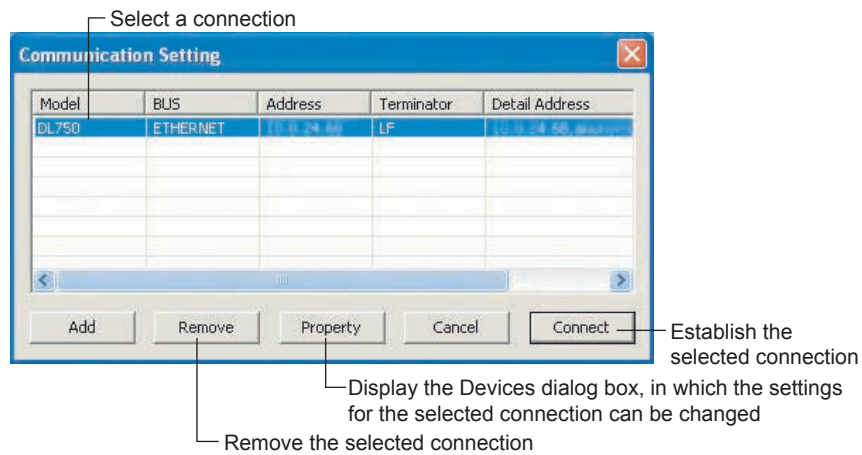 Select a connection
Communication Setting
Model BUS Address Terminator Detail Address
DL750 ETHERNET LF
Add Remove Property Cancel Connect
Establish the
selected connection
Display the Devices dialog box, in which the settings
for the selected connection can be changed
Remove the selected connection